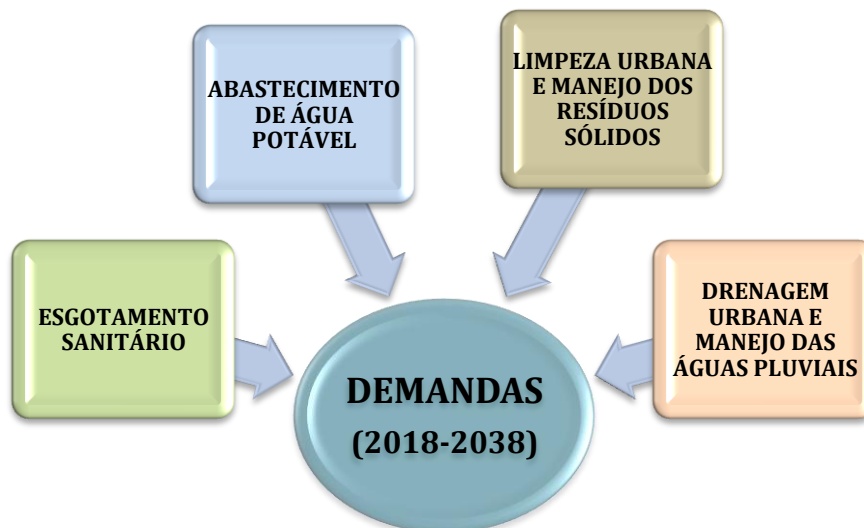 ABASTECIMENTO
DE ÁGUA
POTÁVEL
LIMPEZA URBANA
E MANEJO DOS
RESÍDUOS
SÓLIDOS
ESGOTAMENTO
SANITÁRIO
DRENAGEM
URBANA E
MANEJO DAS
ÁGUAS PLUVIAIS
DEMANDAS
(2018-2038)